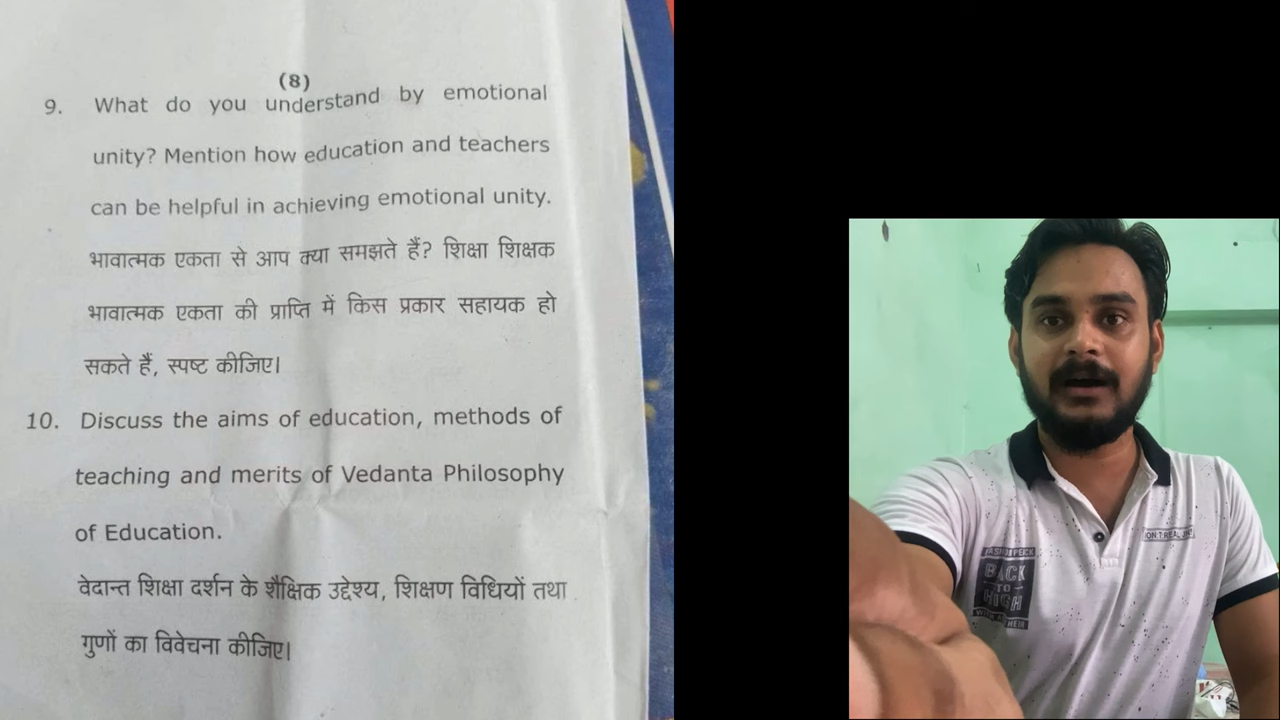 (8)
9. What do you understand by emotional
unity? Mention how education and teachers
can be helpful in achieving emotional unity.
भावात्मक एकता से आप क्या समझते हैं? शिक्षा शिक्षक
भावात्मक एकता की प्राप्ति में किस प्रकार सहायक हो
सकते हैं, स्पष्ट कीजिए।
10. Discuss the aims of education, methods of
teaching and merits of Vedanta Philosophy
of Education.
वेदान्त शिक्षा दर्शन के शैक्षिक उद्देश्य, शिक्षण विधियों तथा
गुणों का विवेचना कीजिए।
BACK
TO
HIGH